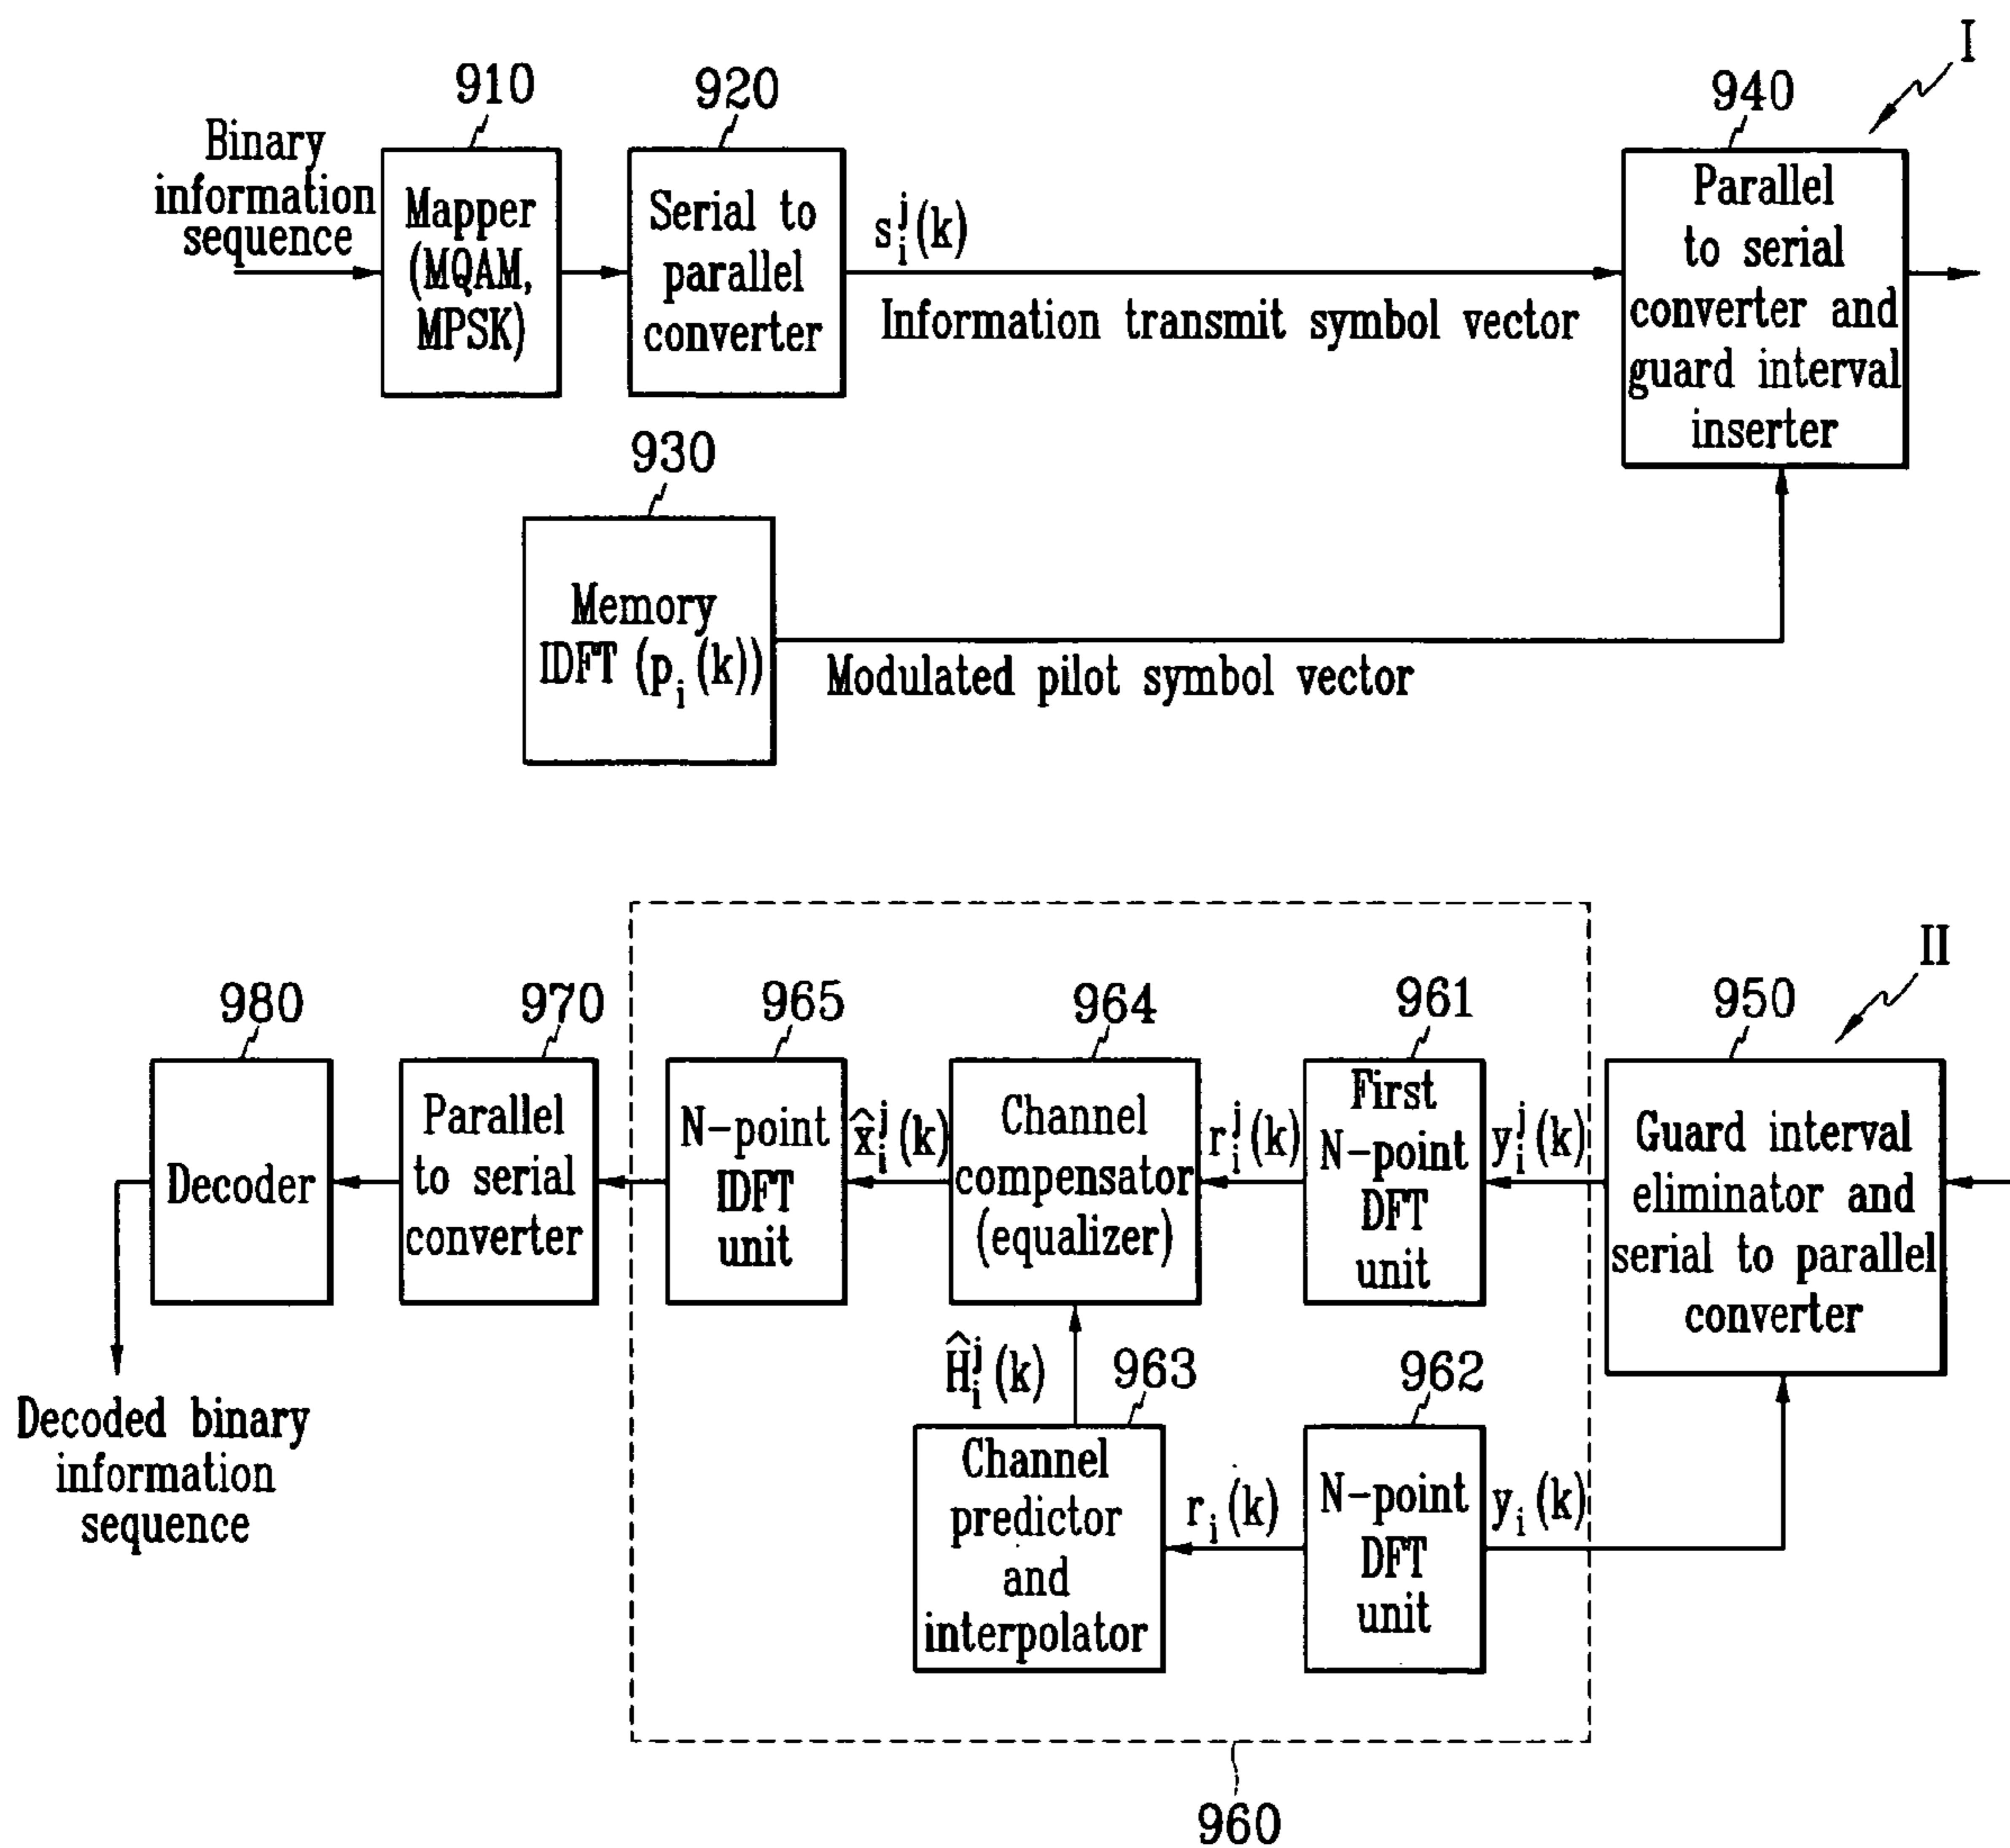 I
910
920
940
Binary
information
sequence
Mapper
(MQAM,
MPSK)
Serial to
parallel
converter
s_i^j(k)
Information transmit symbol vector
Parallel
to serial
converter and
guard interval
inserter
930
Memory
IDFT (p_i(k))
Modulated pilot symbol vector
II
980
970
965
964
961
950
Decoder
Parallel
to serial
converter
N-point
IDFT
unit
x̂_i^j(k)
Channel
compensator
(equalizer)
r_i^j(k)
First
N-point
DFT
unit
y_i^j(k)
Guard interval
eliminator and
serial to parallel
converter
Ĥ_i^j(k)
963
962
Decoded binary
information
sequence
Channel
predictor
and
interpolator
r_i(k)
N-point
DFT
unit
y_i(k)
960